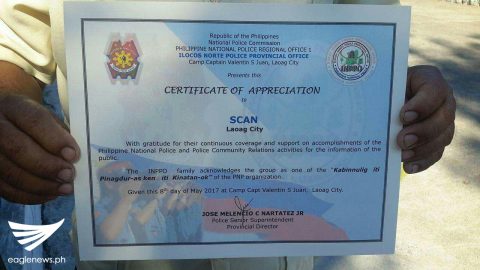 Republic of the Philippines
National Police Commission
PHILIPPINE NATIONAL POLICE REGIONAL OFFICE 1
ILOCOS NORTE POLICE PROVINCIAL OFFICE
Camp Captain Valentin S Juan, Laoag City
Presents this
CERTIFICATE OF APPRECIATION
to
SCAN
Laoag City
With gratitude for their continuous coverage and support on accomplishments of the
Philippine National Police and Police Community Relations activities for the information of the
public.
The INPPO family acknowledges the group as one of the "Kabinnulig iti
Pinagdur-as ken iti Kinatan-ok" of the PNP organization.
Given this 8th day of May 2017 at Camp Capt Valentin S Juan, Laoag City.
JOSE MELENCIO C NARTATEZ JR
Police Senior Superintendent
Provincial Director
INPPO
eaglenews.ph